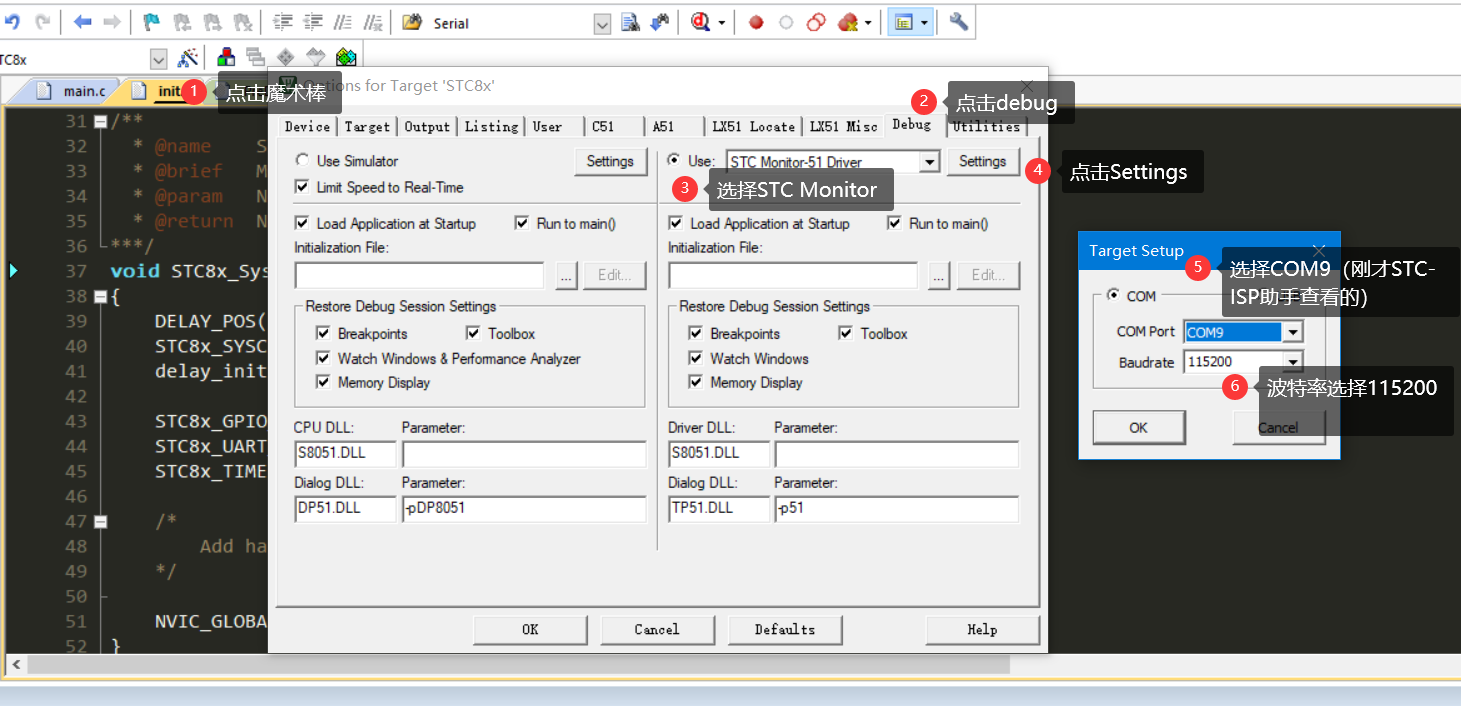 Serial
TC8x
main.c
init
1
点击魔术棒
ptions for Target 'STC8x'
2
点击debug
Device
Target
Output
Listing
User
C51
A51
LX51 Locate
LX51 Misc
Debug
Utilities
Use Simulator
Settings
Use:
STC Monitor-51 Driver
Settings
4
点击Settings
Limit Speed to Real-Time
3
选择STC Monitor
Load Application at Startup
Run to main()
Load Application at Startup
Run to main()
Initialization File:
Initialization File:
...
Edit...
...
Edit...
Restore Debug Session Settings
Breakpoints
Toolbox
Watch Windows & Performance Analyzer
Memory Display
Restore Debug Session Settings
Breakpoints
Toolbox
Watch Windows
Memory Display
CPU DLL:
Parameter:
S8051.DLL
Dialog DLL:
Parameter:
DP51.DLL
-pDP8051
Driver DLL:
Parameter:
S8051.DLL
Dialog DLL:
Parameter:
TP51.DLL
-p51
OK
Cancel
Defaults
Help
Target Setup
5
选择COM9（刚才STC-
ISP助手查看的）
COM
COM Port
COM9
Baudrate
115200
6
波特率选择115200
OK
Cancel
31 /**
32 * @name S
33 * @brief M
34 * @param N
35 * @return N
36 ***/
37 void STC8x_Sys
38 {
39 DELAY_POS(
40 STC8x_SYSC
41 delay_init
42
43 STC8x_GPIO
44 STC8x_UART
45 STC8x_TIME
46
47 /*
48 Add ha
49 */
50
51 NVIC_GLOBA
52 }